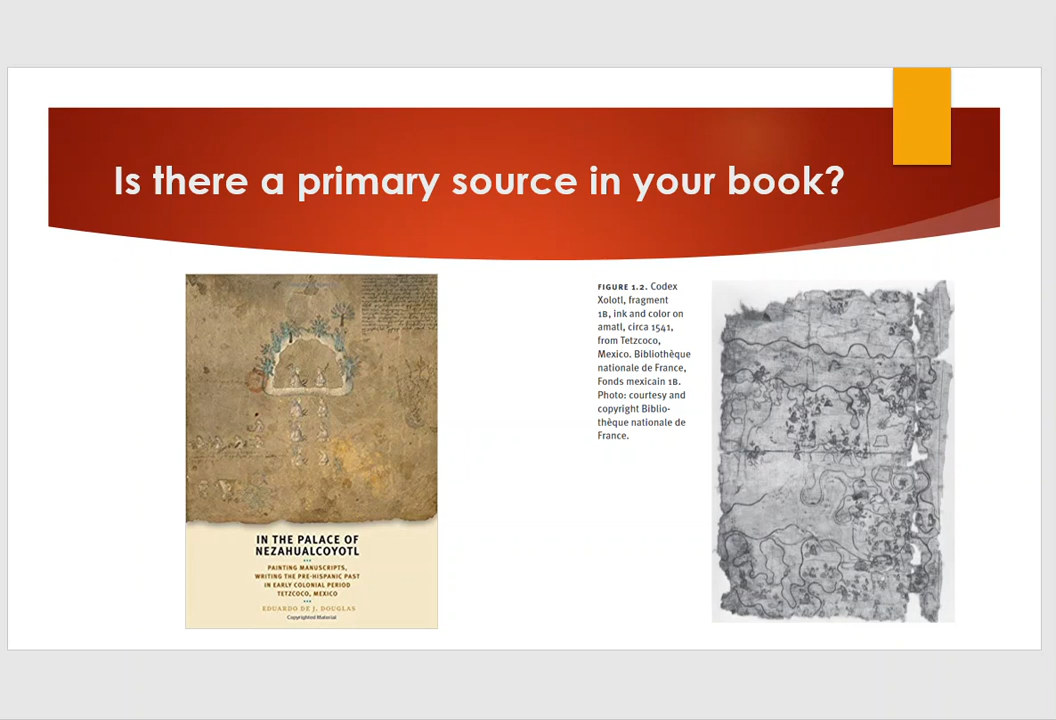 Is there a primary source in your book?
IN THE PALACE OF
NEZAHUALCOYOTL
PAINTING MANUSCRIPTS,
WRITING THE PRE-HISPANIC PAST
IN EARLY COLONIAL PERIOD
TETZCOCO, MEXICO
EDUARDO DE J. DOUGLAS
Copyrighted Material
FIGURE 1.2. Codex
Xolotl, fragment
1B, ink and color on
amatl, circa 1541,
from Tetzcoco,
Mexico. Bibliothèque
nationale de France,
Fonds mexicain 1B.
Photo: courtesy and
copyright Biblio-
thèque nationale de
France.